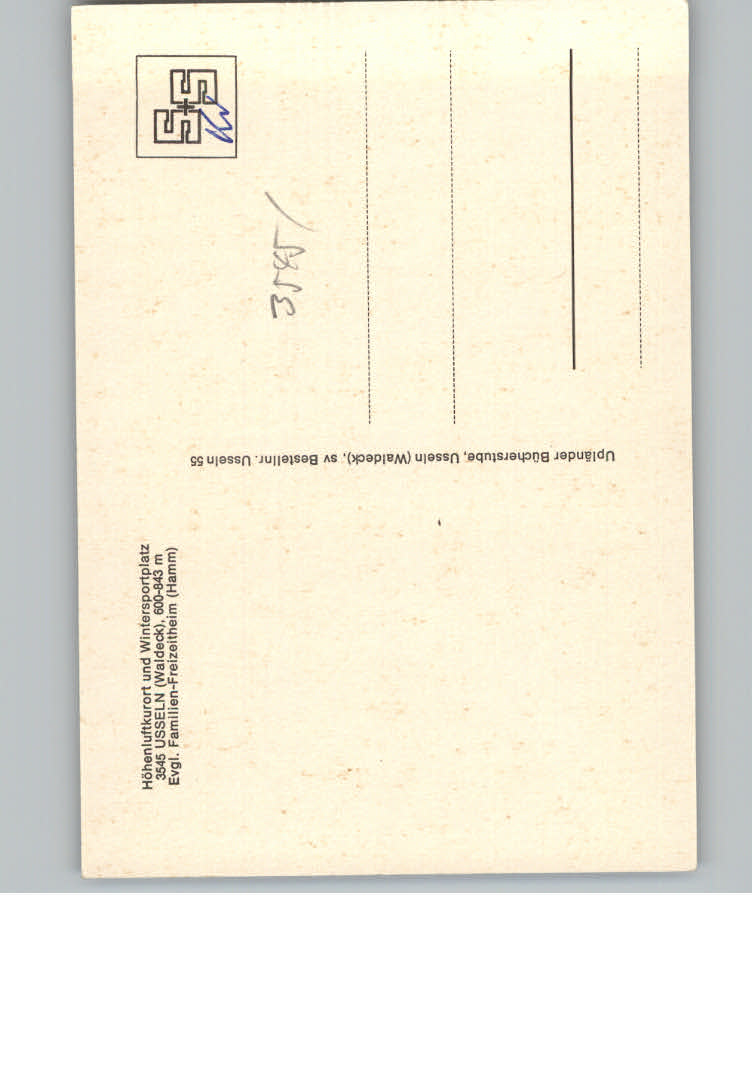 Höhenluftkurort und Wintersportplatz
3545 USSELN (Waldeck), 600-843 m
Evgl. Familien-Freizeitheim (Hamm)
Upländer Bücherstube, Usseln (Waldeck), sv Bestellnr. Usseln 55
S+S
3545/